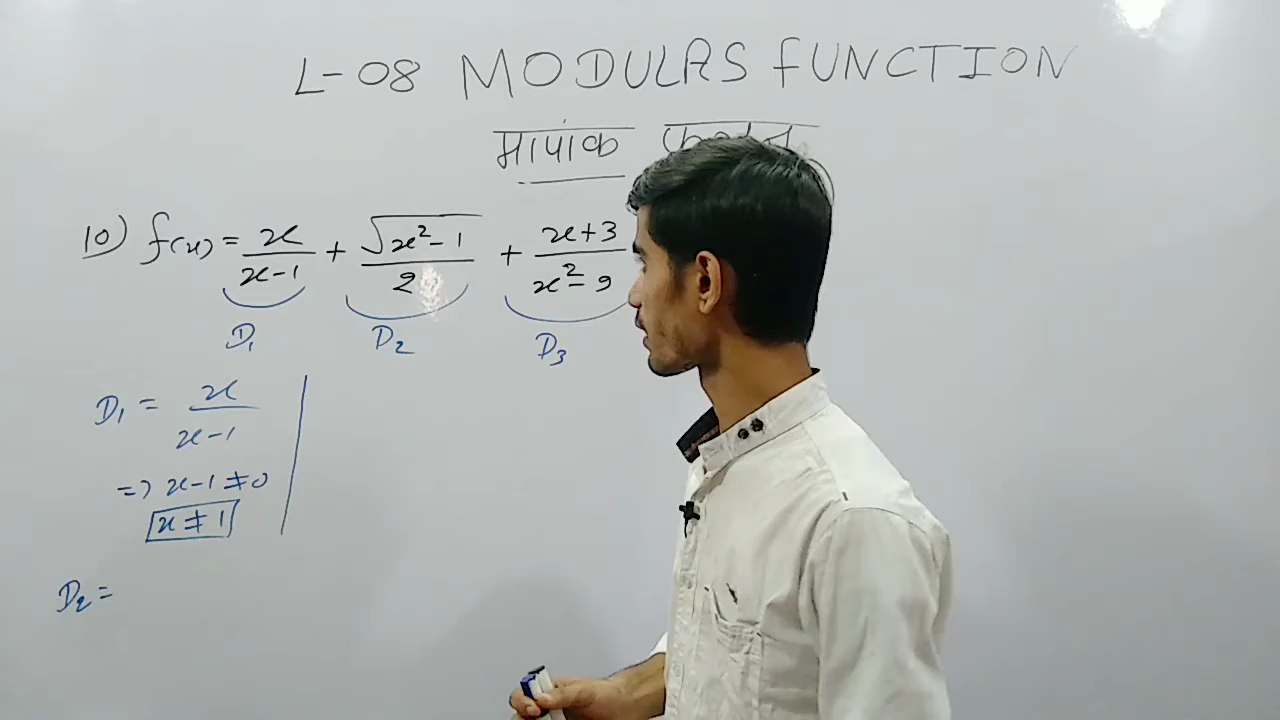 L-08 MODULAS FUNCTION
मापांक
10) f(x) = x/(x-1) + √(x²-1)/2 + (x+3)/(x²-9)
D₁ D₂ D₃
D₁ = x/(x-1)
=> x-1 ≠ 0
x ≠ 1
D₂ =